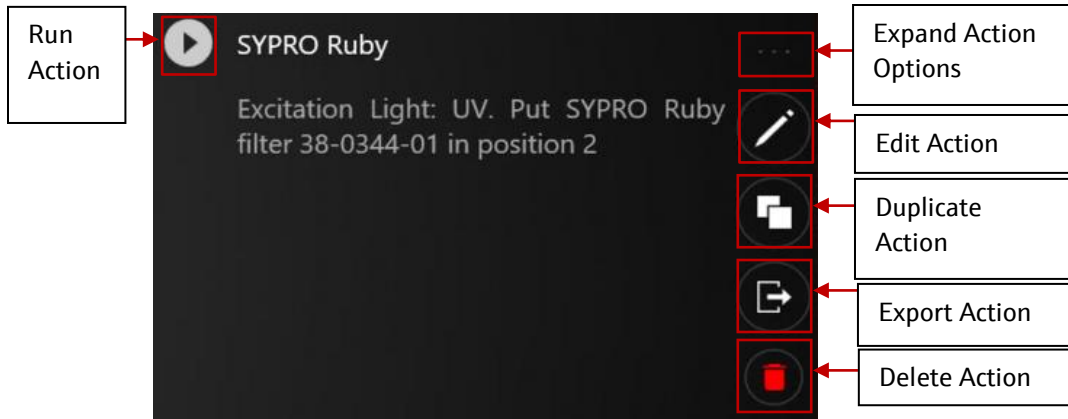 Run
Action
SYPRO Ruby
...
Expand Action
Options
Excitation Light: UV. Put SYPRO Ruby
filter 38-0344-01 in position 2
Edit Action
Duplicate
Action
Export Action
Delete Action